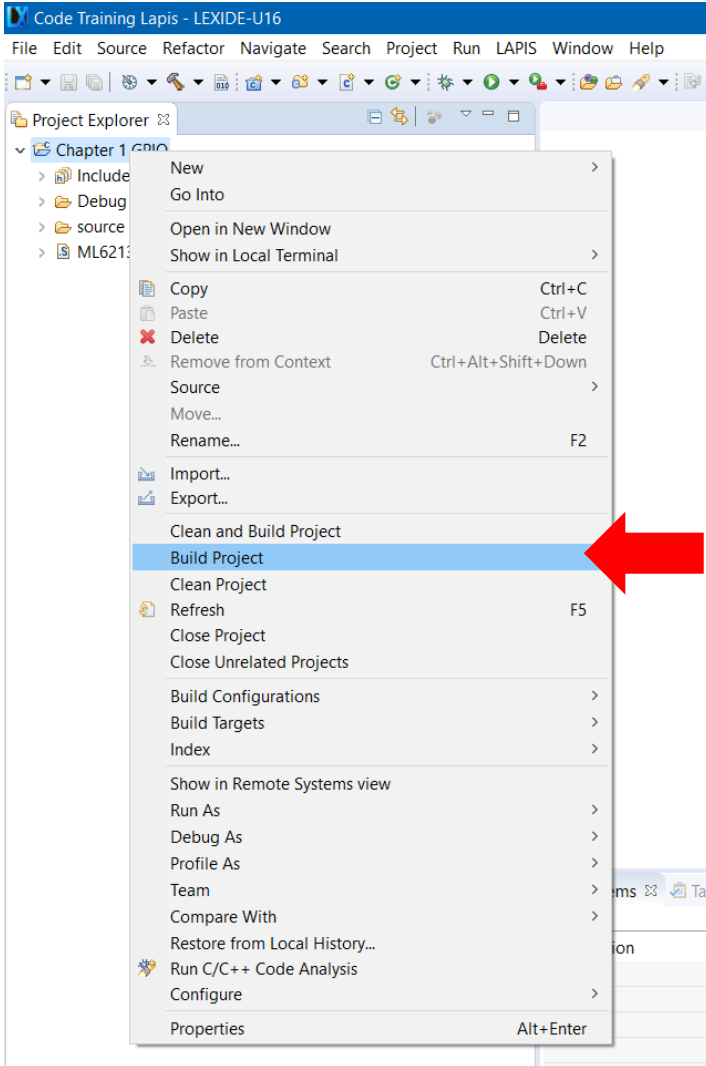 Code Training Lapis - LEXIDE-U16
File Edit Source Refactor Navigate Search Project Run LAPIS Window Help
Project Explorer
Chapter 1 GPIO
Include
Debug
source
ML621
New
Go Into
Open in New Window
Show in Local Terminal
Copy Ctrl+C
Paste Ctrl+V
Delete Delete
Remove from Context Ctrl+Alt+Shift+Down
Source
Move...
Rename... F2
Import...
Export...
Clean and Build Project
Build Project
Clean Project
Refresh F5
Close Project
Close Unrelated Projects
Build Configurations
Build Targets
Index
Show in Remote Systems view
Run As
Debug As
Profile As
Team
Compare With
Restore from Local History...
Run C/C++ Code Analysis
Configure
Properties Alt+Enter
ems Ta
ion